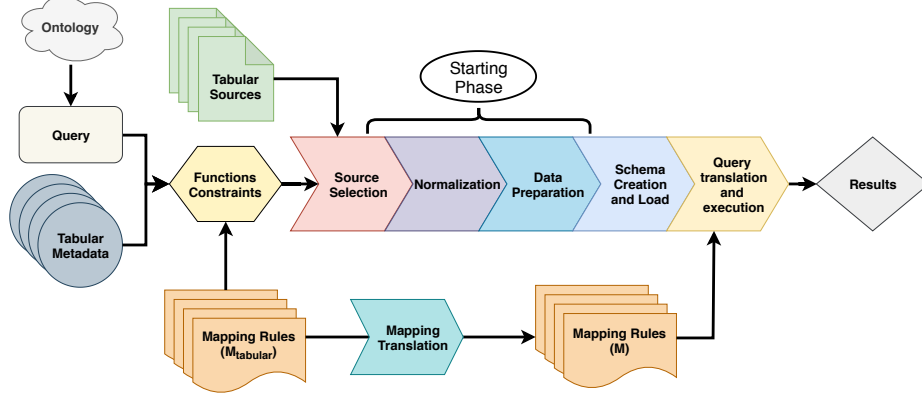 Ontology
Query
Tabular
Metadata
Functions
Constraints
Tabular
Sources
Starting
Phase
Source
Selection
Normalization
Data
Preparation
Schema
Creation
and Load
Query
translation
and
execution
Results
Mapping Rules
(Mtabular)
Mapping
Translation
Mapping Rules
(M)